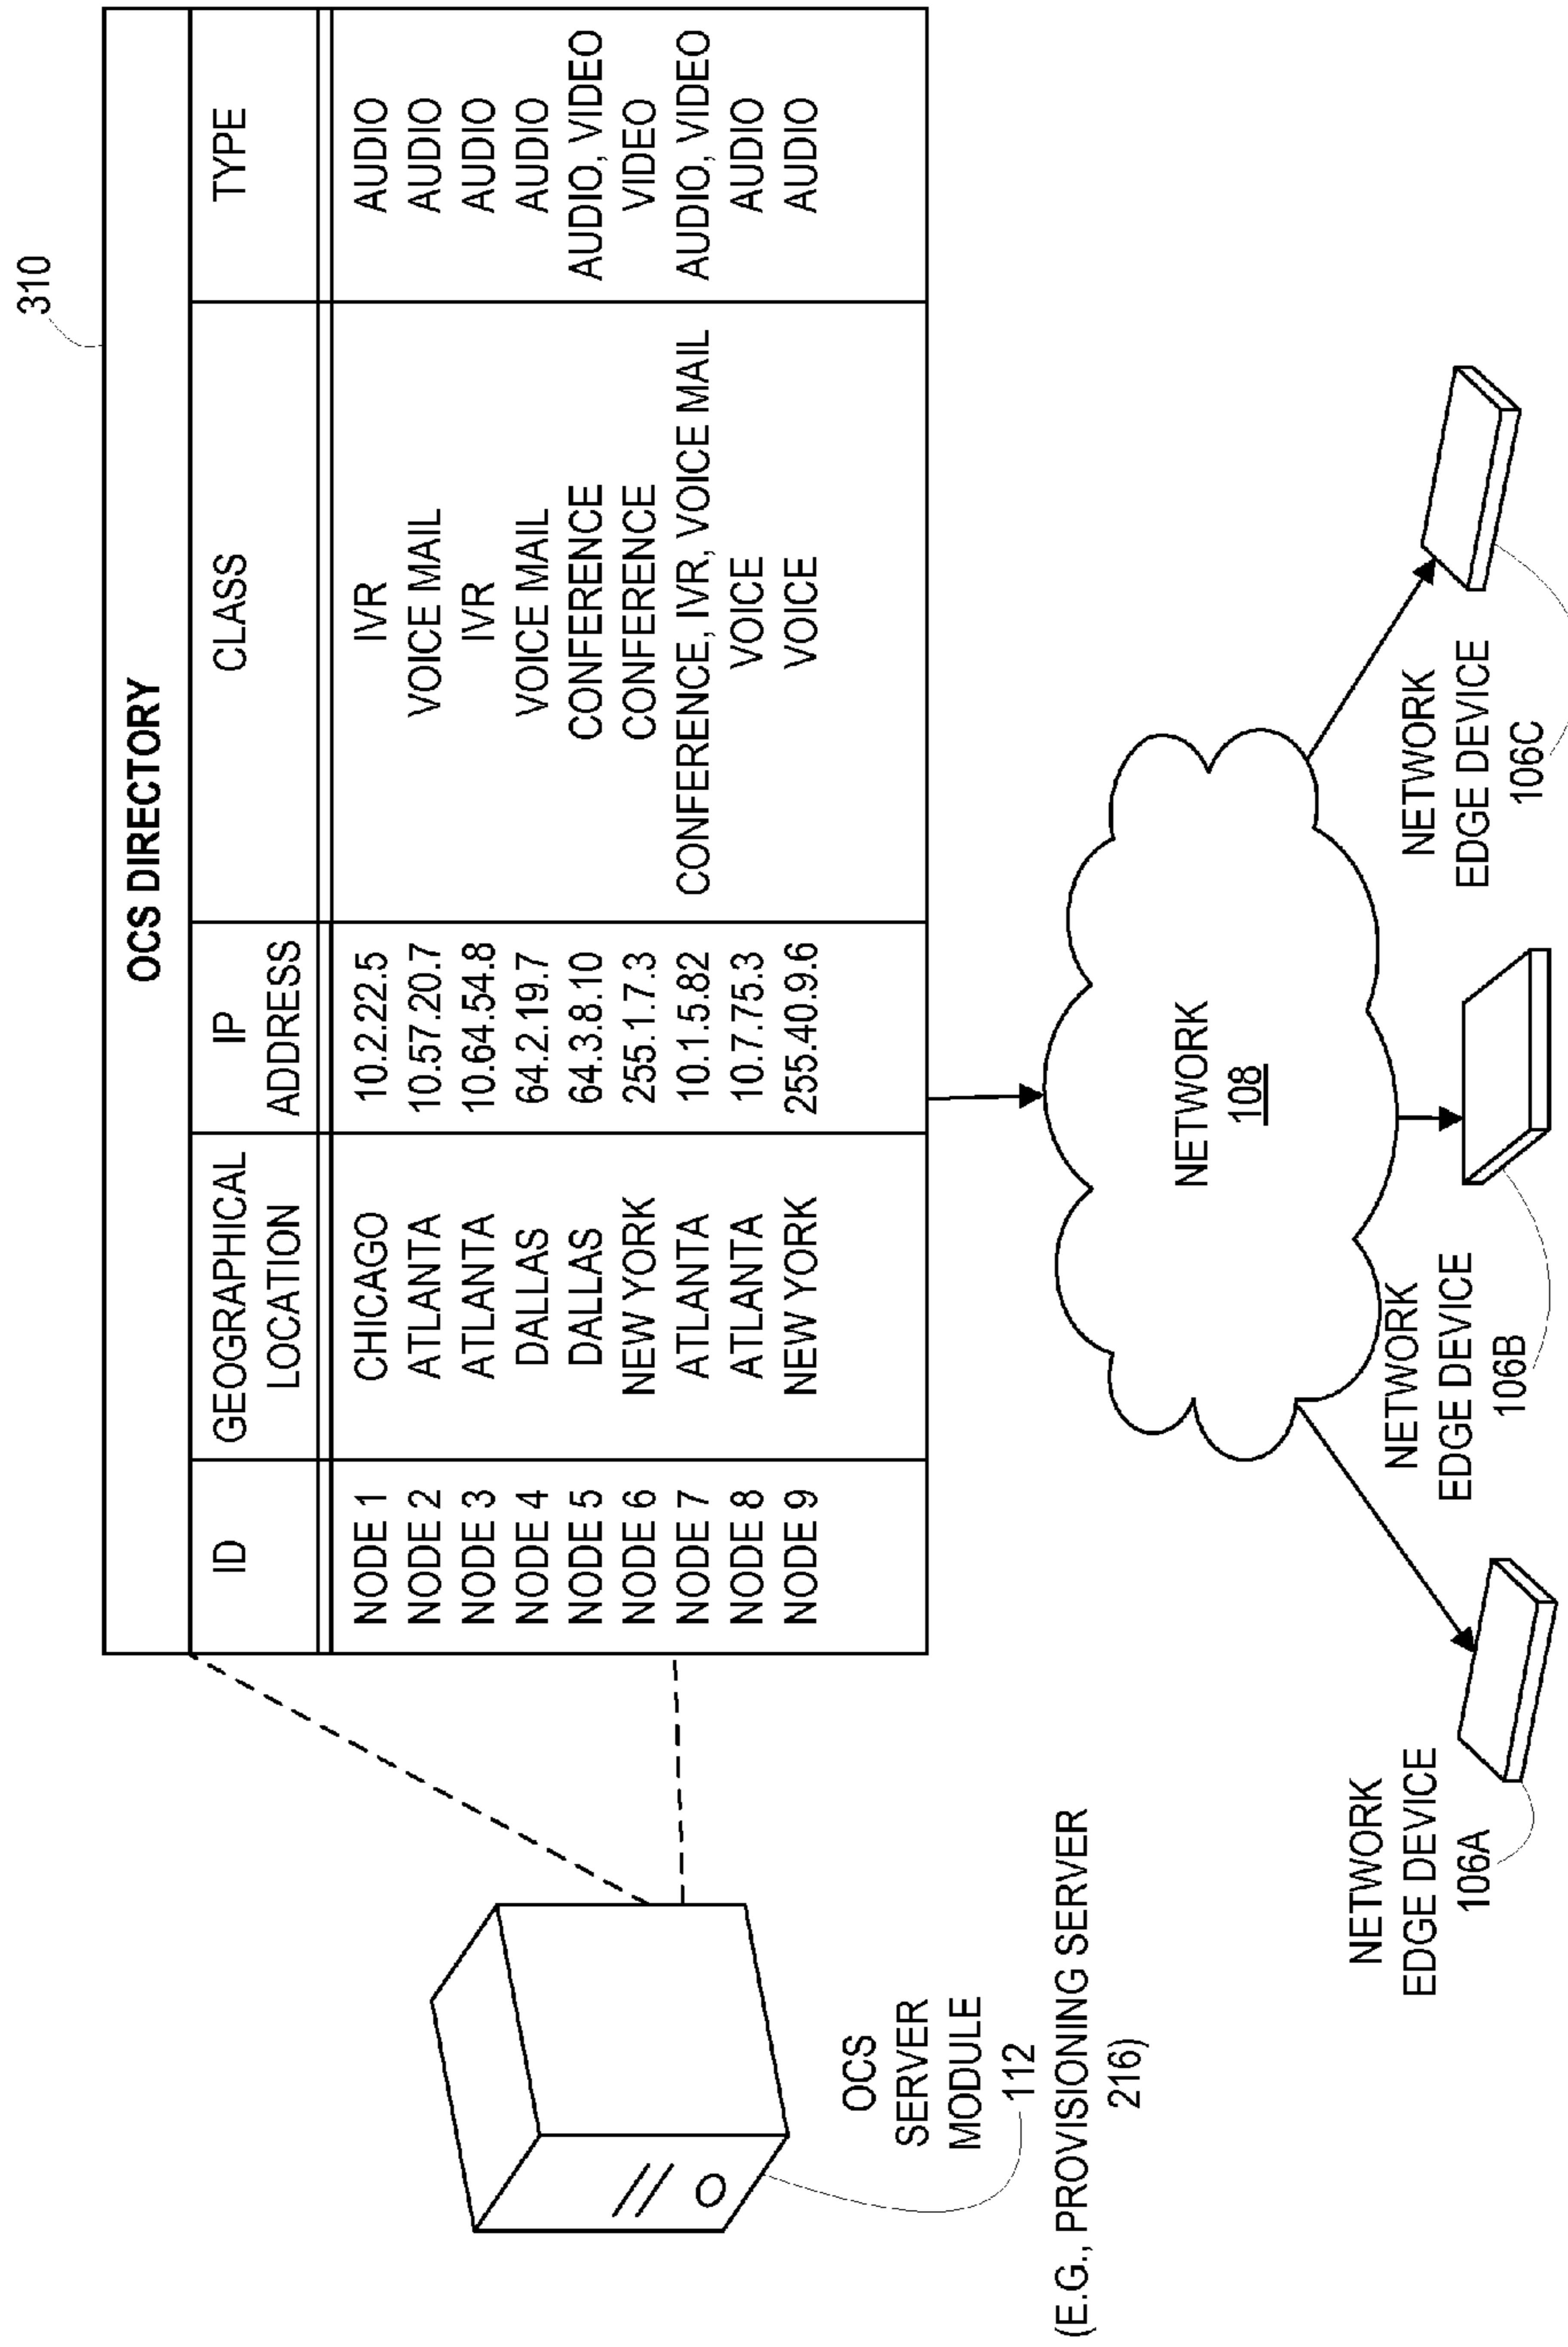 310
OCS DIRECTORY
ID GEOGRAPHICAL LOCATION IP ADDRESS CLASS TYPE
NODE 1 CHICAGO 10.2.22.5 IVR AUDIO
NODE 2 ATLANTA 10.57.20.7 VOICE MAIL AUDIO
NODE 3 ATLANTA 10.64.54.8 IVR AUDIO
NODE 4 DALLAS 64.2.19.7 VOICE MAIL AUDIO
NODE 5 DALLAS 64.3.8.10 CONFERENCE AUDIO, VIDEO
NODE 6 NEW YORK 255.1.7.3 CONFERENCE VIDEO
NODE 7 ATLANTA 10.1.5.82 CONFERENCE, IVR, VOICE MAIL AUDIO, VIDEO
NODE 8 ATLANTA 10.7.75.3 VOICE AUDIO
NODE 9 NEW YORK 255.40.9.6 VOICE AUDIO
OCS
SERVER
MODULE
112
(E.G., PROVISIONING SERVER
216)
NETWORK
108
NETWORK
EDGE DEVICE
106A
NETWORK
EDGE DEVICE
106B
NETWORK
EDGE DEVICE
106C